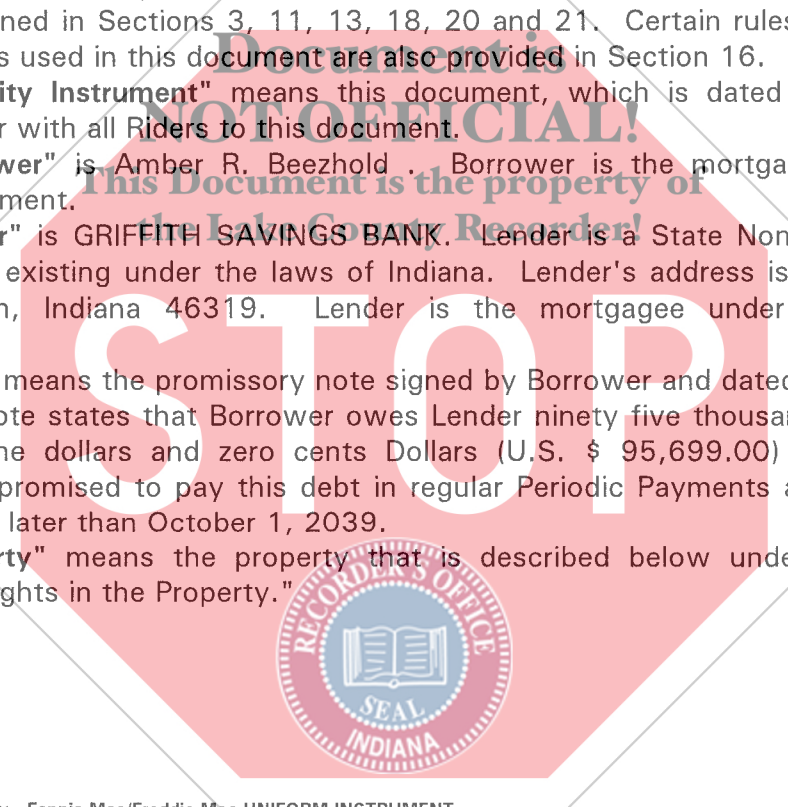 ned in Sections 3, 11, 13, 18, 20 and 21. Certain rules
s used in this document are also provided in Section 16.
ity Instrument" means this document, which is dated
r with all Riders to this document.
wer" is Amber R. Beezhold . Borrower is the mortga
ment.
r" is GRIFFITH SAVINGS BANK. Lender is a State Non
existing under the laws of Indiana. Lender's address is
n, Indiana 46319. Lender is the mortgagee under
means the promissory note signed by Borrower and dated
ote states that Borrower owes Lender ninety five thousa
ne dollars and zero cents Dollars (U.S. $ 95,699.00)
promised to pay this debt in regular Periodic Payments a
later than October 1, 2039.
rty" means the property that is described below unde
ghts in the Property."
Document is
NOT OFFICIAL!
This Document is the property of
the Lake County Recorder!
STOP
RECORDER'S OFFICE
SEAL
INDIANA
Fannie Mae/Freddie Mac UNIFORM INSTRUMENT